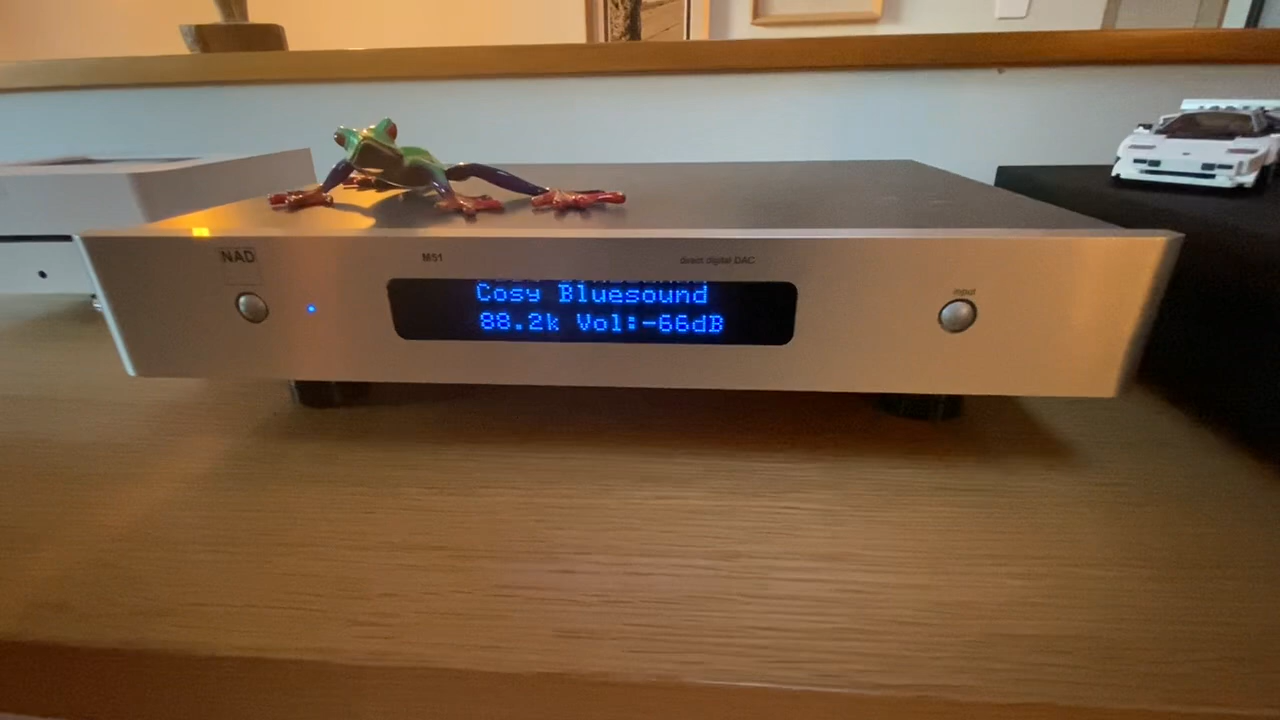 NAD
M51
direct digital DAC
input
Cosy Bluesound
88.2k Vol:-66dB